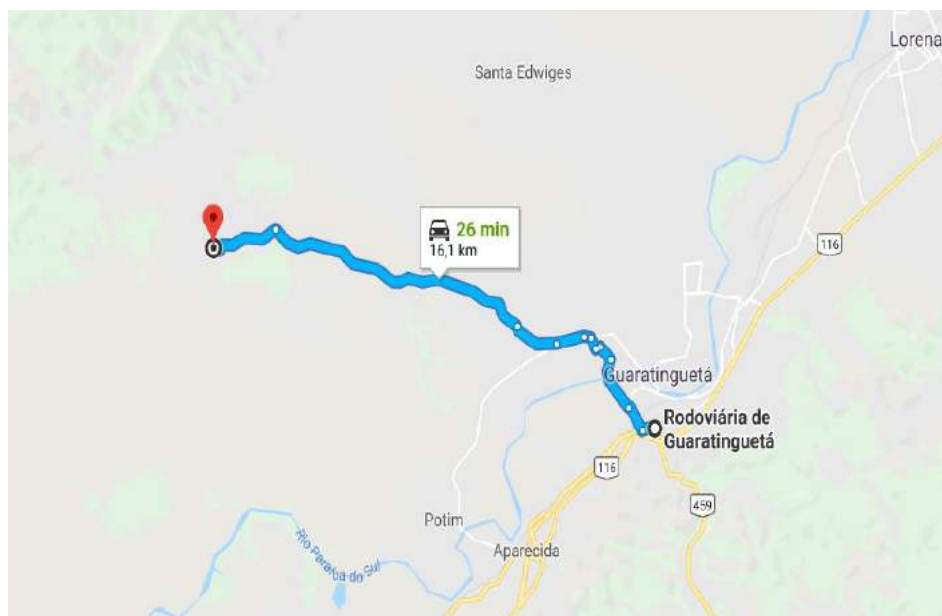 Lorena
Santa Edwiges
26 min
16,1 km
116
Guaratinguetá
Rodoviária de
Guaratinguetá
116
459
Potim
Aparecida
Rio Paraíba do Sul